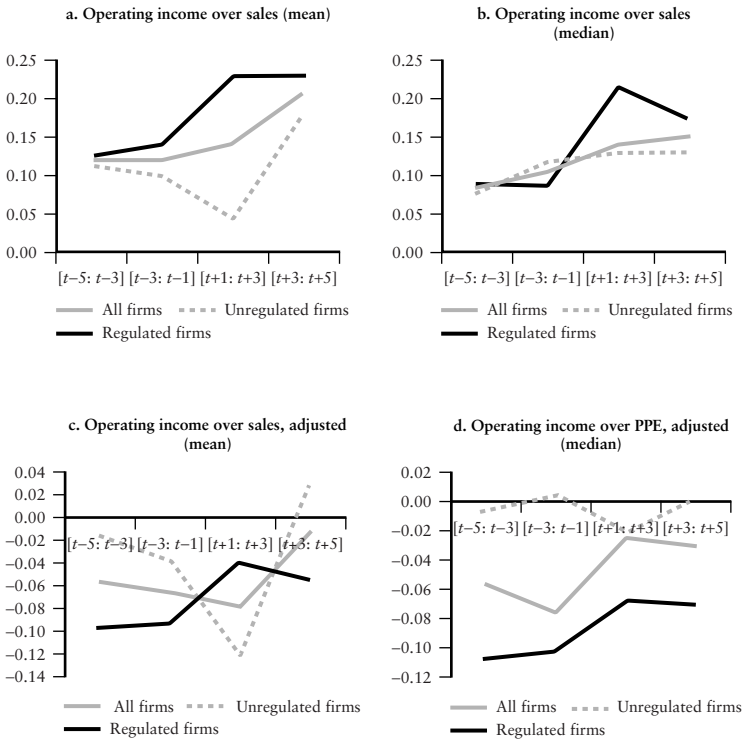 a. Operating income over sales (mean)
0.25
0.20
0.15
0.10
0.05
0.00
[t–5: t–3] [t–3: t–1] [t+1: t+3] [t+3: t+5]
All firms Unregulated firms
Regulated firms
b. Operating income over sales
(median)
0.25
0.20
0.15
0.10
0.05
0.00
[t–5: t–3] [t–3: t–1] [t+1: t+3] [t+3: t+5]
All firms Unregulated firms
Regulated firms
c. Operating income over sales, adjusted
(mean)
0.04
0.02
0.00
–0.02
–0.04
–0.06
–0.08
–0.10
–0.12
–0.14
[t–5: t–3] [t–3: t–1] [t+1: t+3] [t+3: t+5]
All firms Unregulated firms
Regulated firms
d. Operating income over PPE, adjusted
(median)
0.02
0.00
–0.02
–0.04
–0.06
–0.08
–0.10
–0.12
[t–5: t–3] [t–3: t–1] [t+1: t+3] [t+3: t+5]
All firms Unregulated firms
Regulated firms